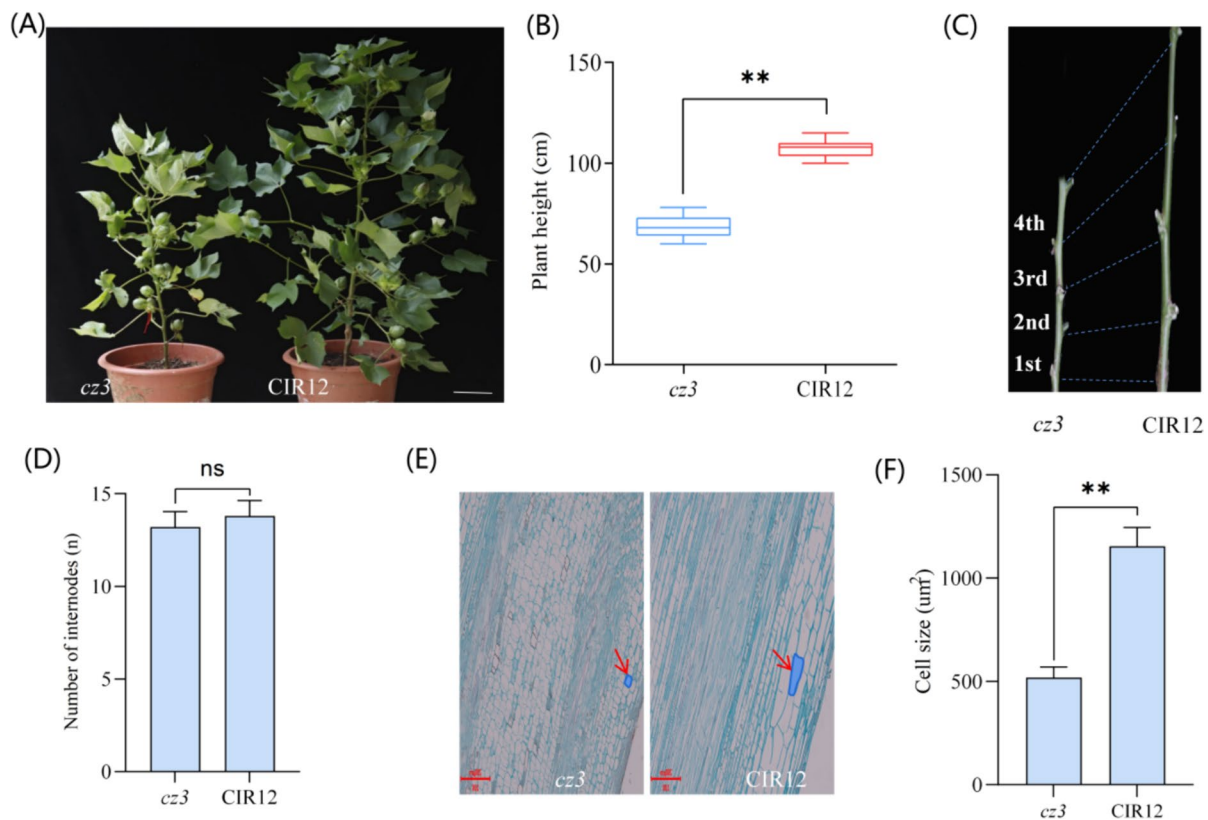 (A)
cz3
CIR12
(B)
Plant height (cm)
150
100
50
0
**
cz3
CIR12
(C)
4th
3rd
2nd
1st
cz3
CIR12
(D)
Number of internodes (n)
15
10
5
0
ns
cz3
CIR12
(E)
cz3
CIR12
(F)
Cell size (um²)
1500
1000
500
0
**
cz3
CIR12